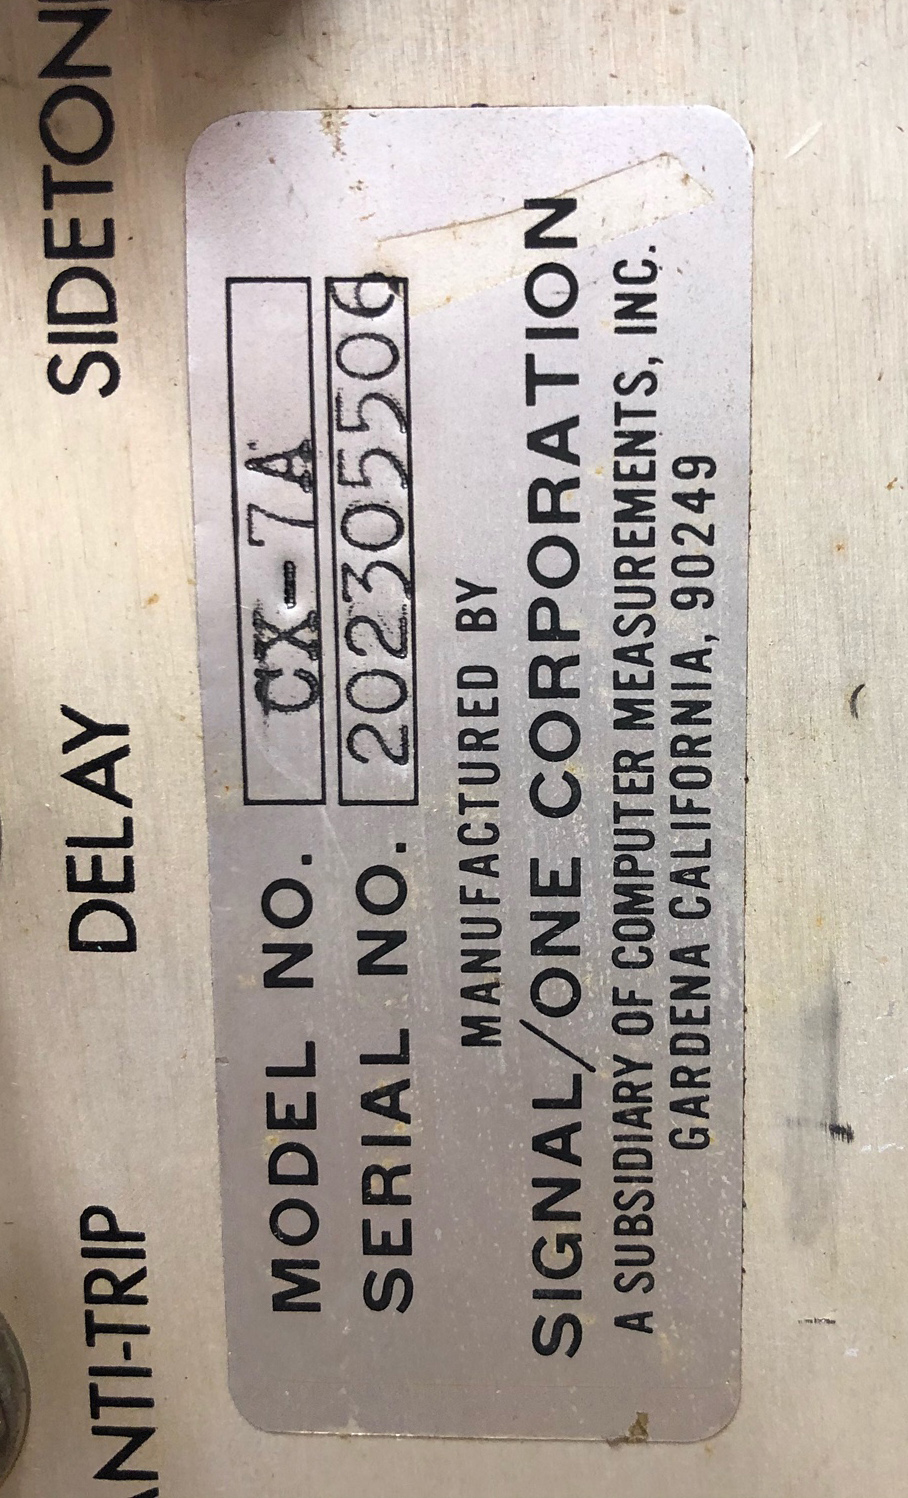 ANTI-TRIP DELAY SIDETONE
MODEL NO. CX-7A
SERIAL NO. 202305506
MANUFACTURED BY
SIGNAL/ONE CORPORATION
A SUBSIDIARY OF COMPUTER MEASUREMENTS, INC.
GARDENA CALIFORNIA, 90249